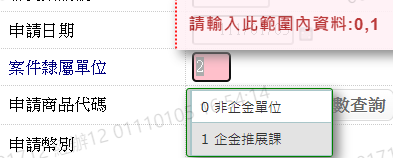 請輸入此範圍內資料:0,1
申請日期
案件隸屬單位 2
申請商品代碼
0 非企金單位
數查詢
1 企金推展課
申請幣別